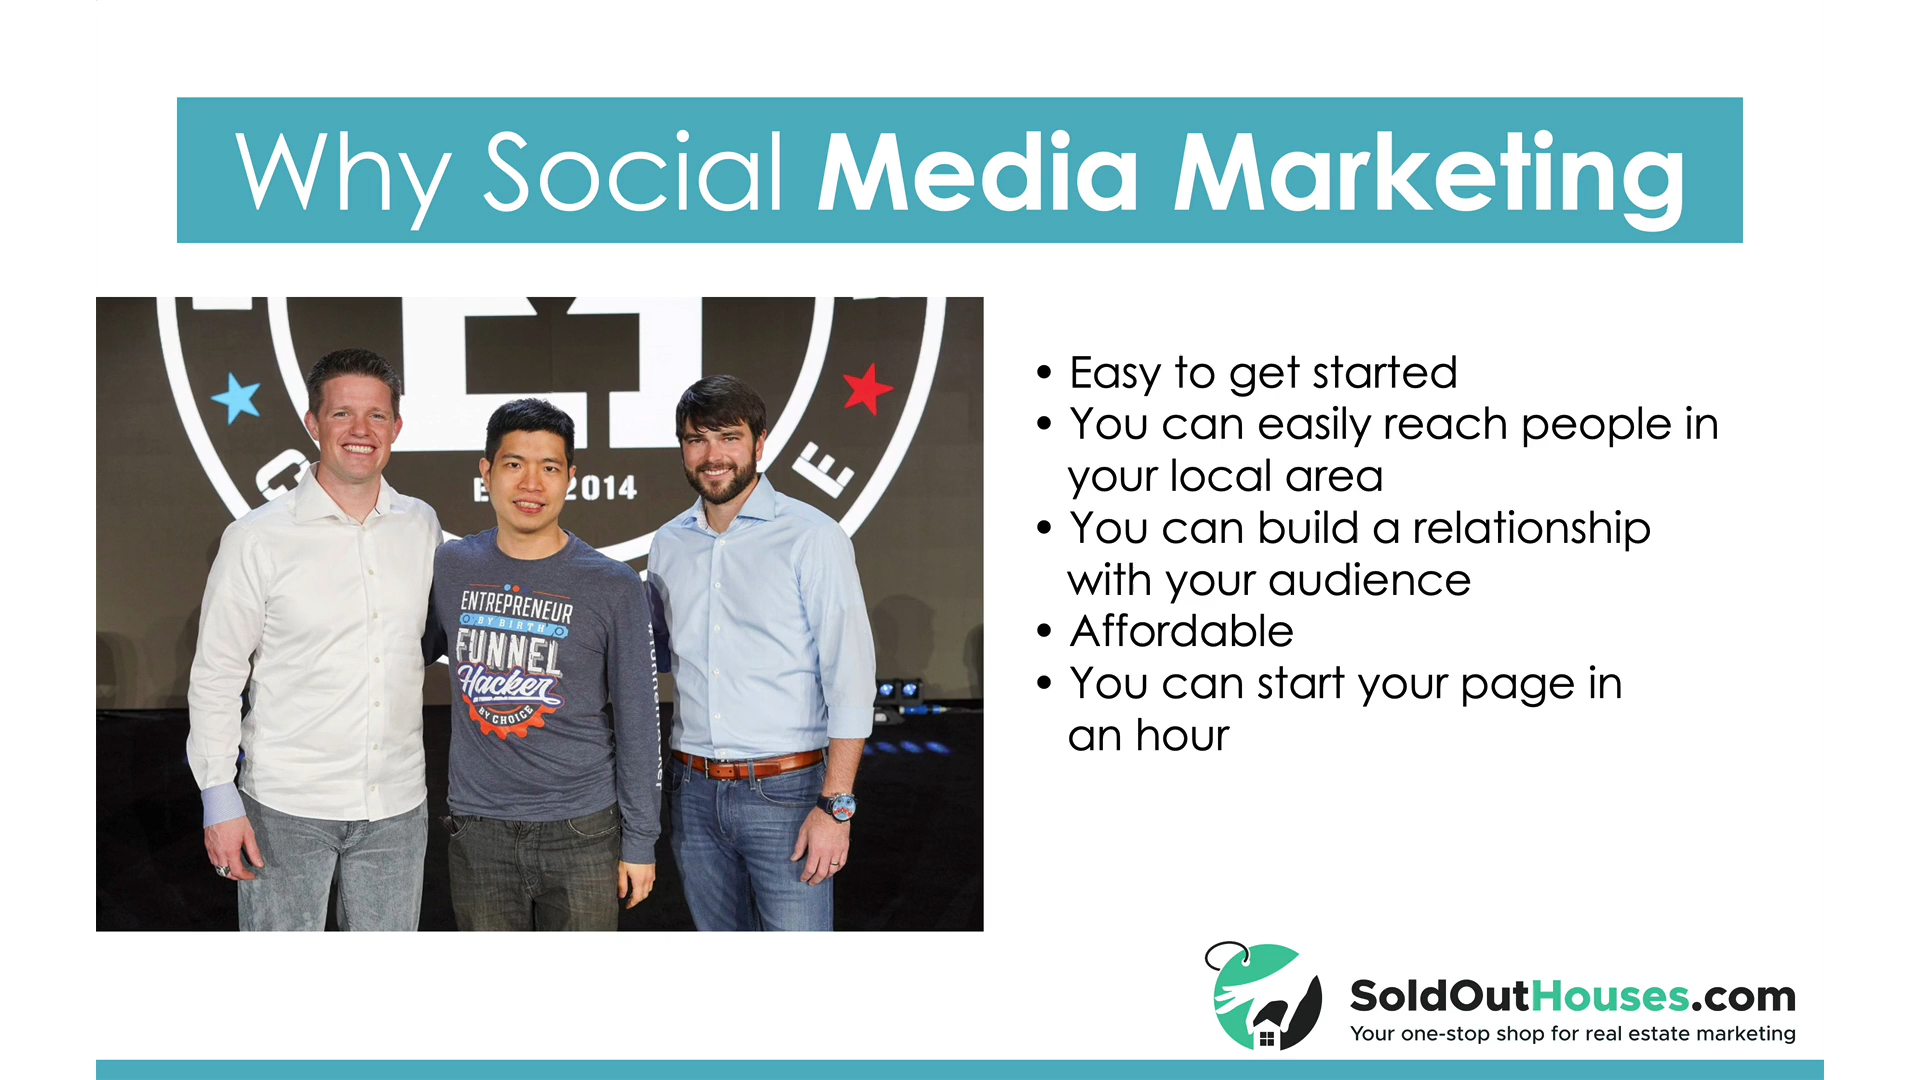 Why Social Media Marketing
• Easy to get started
• You can easily reach people in
your local area
• You can build a relationship
with your audience
• Affordable
• You can start your page in
an hour
2014
ENTREPRENEUR
BY BIRTH
FUNNEL
Hacker
BY CHOICE
SoldOutHouses.com
Your one-stop shop for real estate marketing